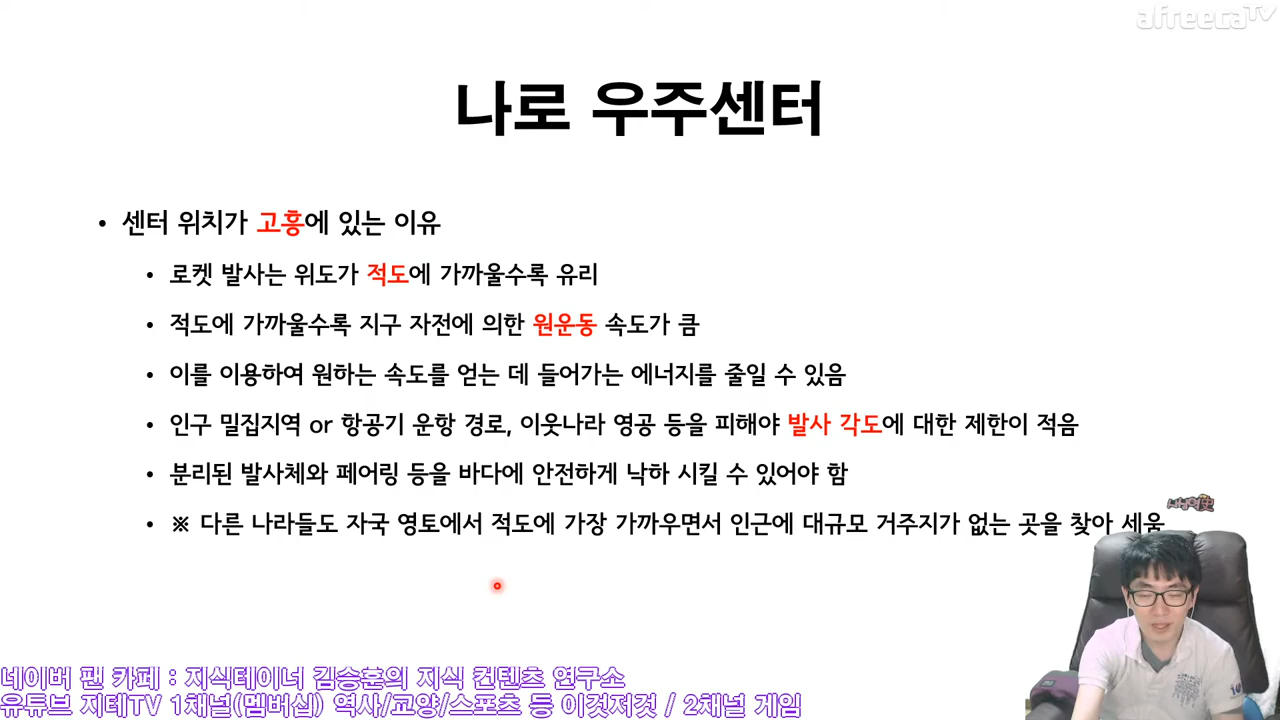 afreecaTV
나로 우주센터
• 센터 위치가 고흥에 있는 이유
• 로켓 발사는 위도가 적도에 가까울수록 유리
• 적도에 가까울수록 지구 자전에 의한 원운동 속도가 큼
• 이를 이용하여 원하는 속도를 얻는 데 들어가는 에너지를 줄일 수 있음
• 인구 밀집지역 or 항공기 운항 경로, 이웃나라 영공 등을 피해야 발사 각도에 대한 제한이 적음
• 분리된 발사체와 페어링 등을 바다에 안전하게 낙하 시킬 수 있어야 함
• ※ 다른 나라들도 자국 영토에서 적도에 가장 가까우면서 인근에 대규모 거주지가 없는 곳을 찾아 세움
네이버 팬 카페 : 지식테이너 김승훈의 지식 컨텐츠 연구소
유튜브 지테TV 1채널(멤버십) 역사/교양/스포츠 등 이것저것 / 2채널 게임